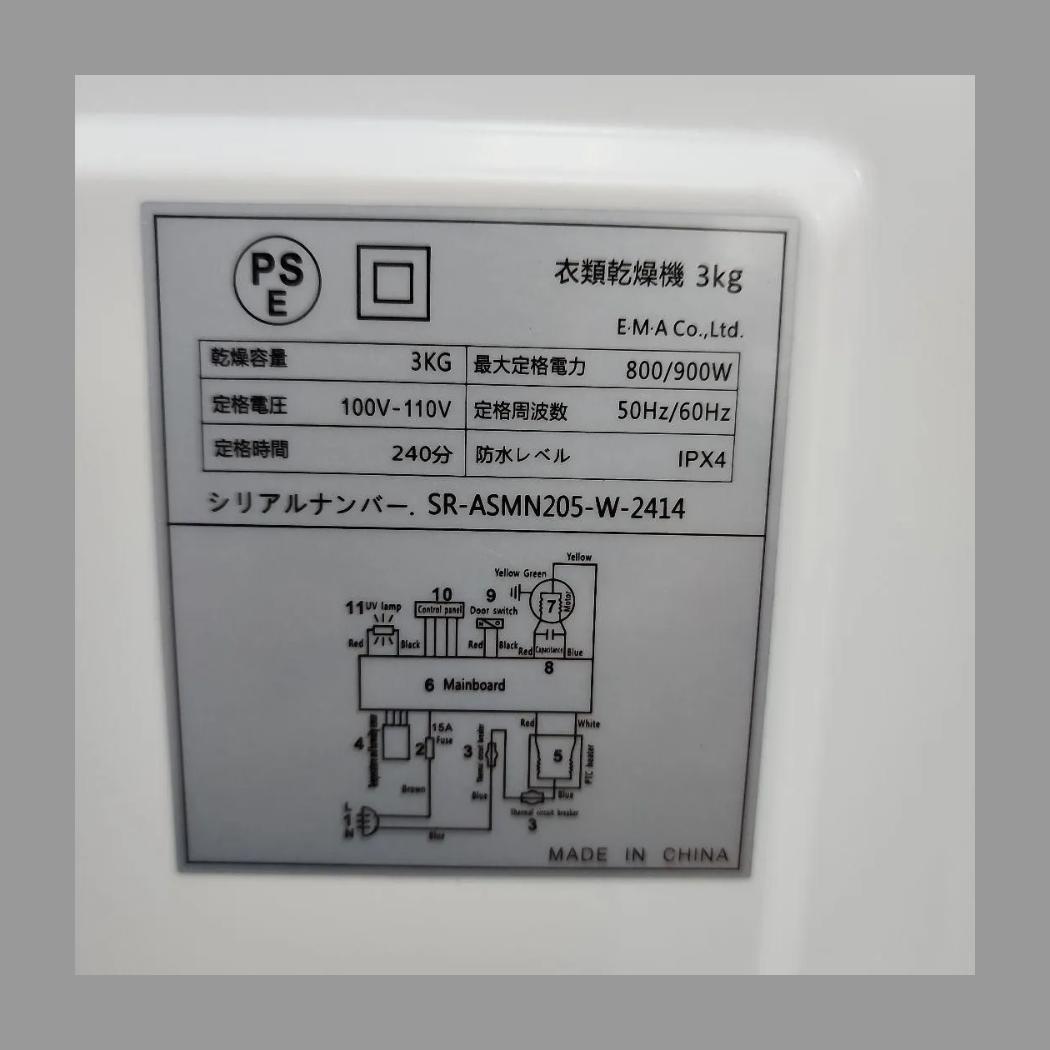 PS
E
衣類乾燥機 3kg
E·M·A Co.,Ltd.
乾燥容量 3KG 最大定格電力 800/900W
定格電圧 100V-110V 定格周波数 50Hz/60Hz
定格時間 240分 防水レベル IPX4
シリアルナンバー. SR-ASMN205-W-2414
Yellow
Yellow Green
7 Motor
11 UV lamp
10
Control panel
9
Door switch
Red Black
Red Black
Red Capacitance Blue
8
6 Mainboard
4
15A
2 Fuse
3
Red White
5
PTC heater
Brown
Blue
Blue
Thermal circuit breaker
3
L
N
Blue
MADE IN CHINA